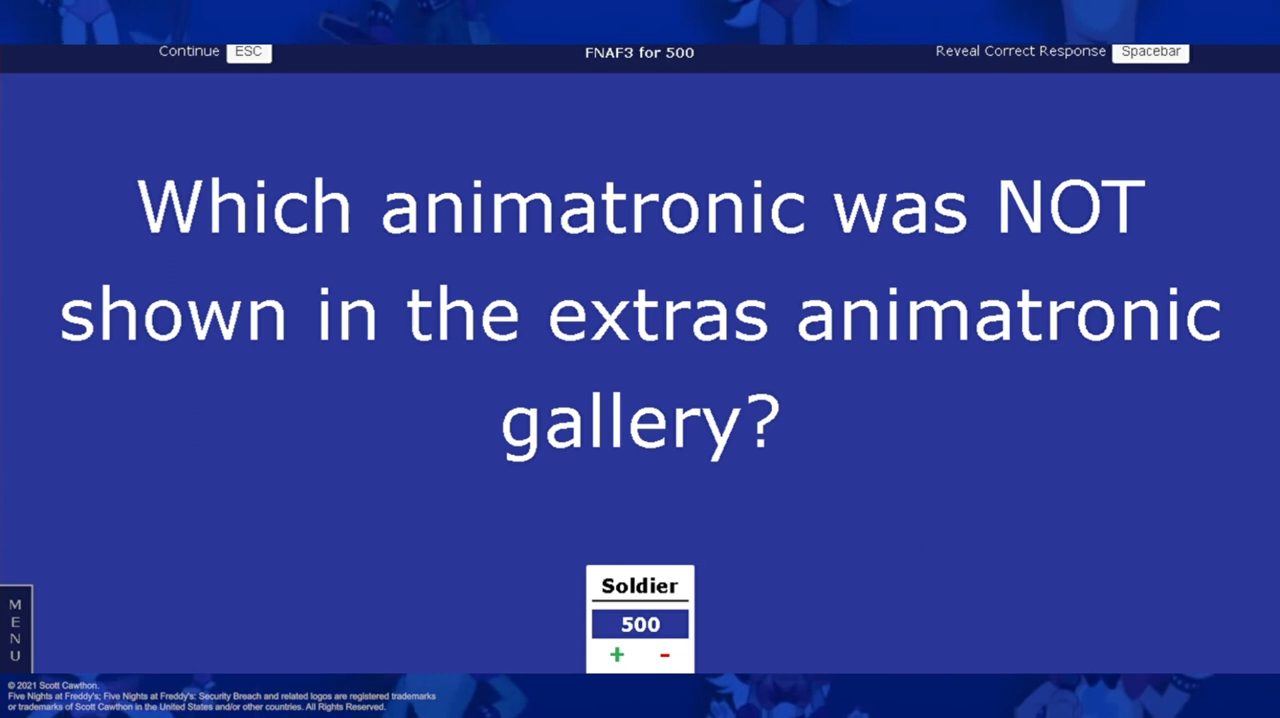 Continue ESC FNAF3 for 500 Reveal Correct Response Spacebar
Which animatronic was NOT
shown in the extras animatronic
gallery?
Soldier
500
+ -
M
E
N
U
© 2021 Scott Cawthon.
Five Nights at Freddy's; Five Nights at Freddy's: Security Breach and related logos are registered trademarks
or trademarks of Scott Cawthon in the United States and/or other countries. All Rights Reserved.